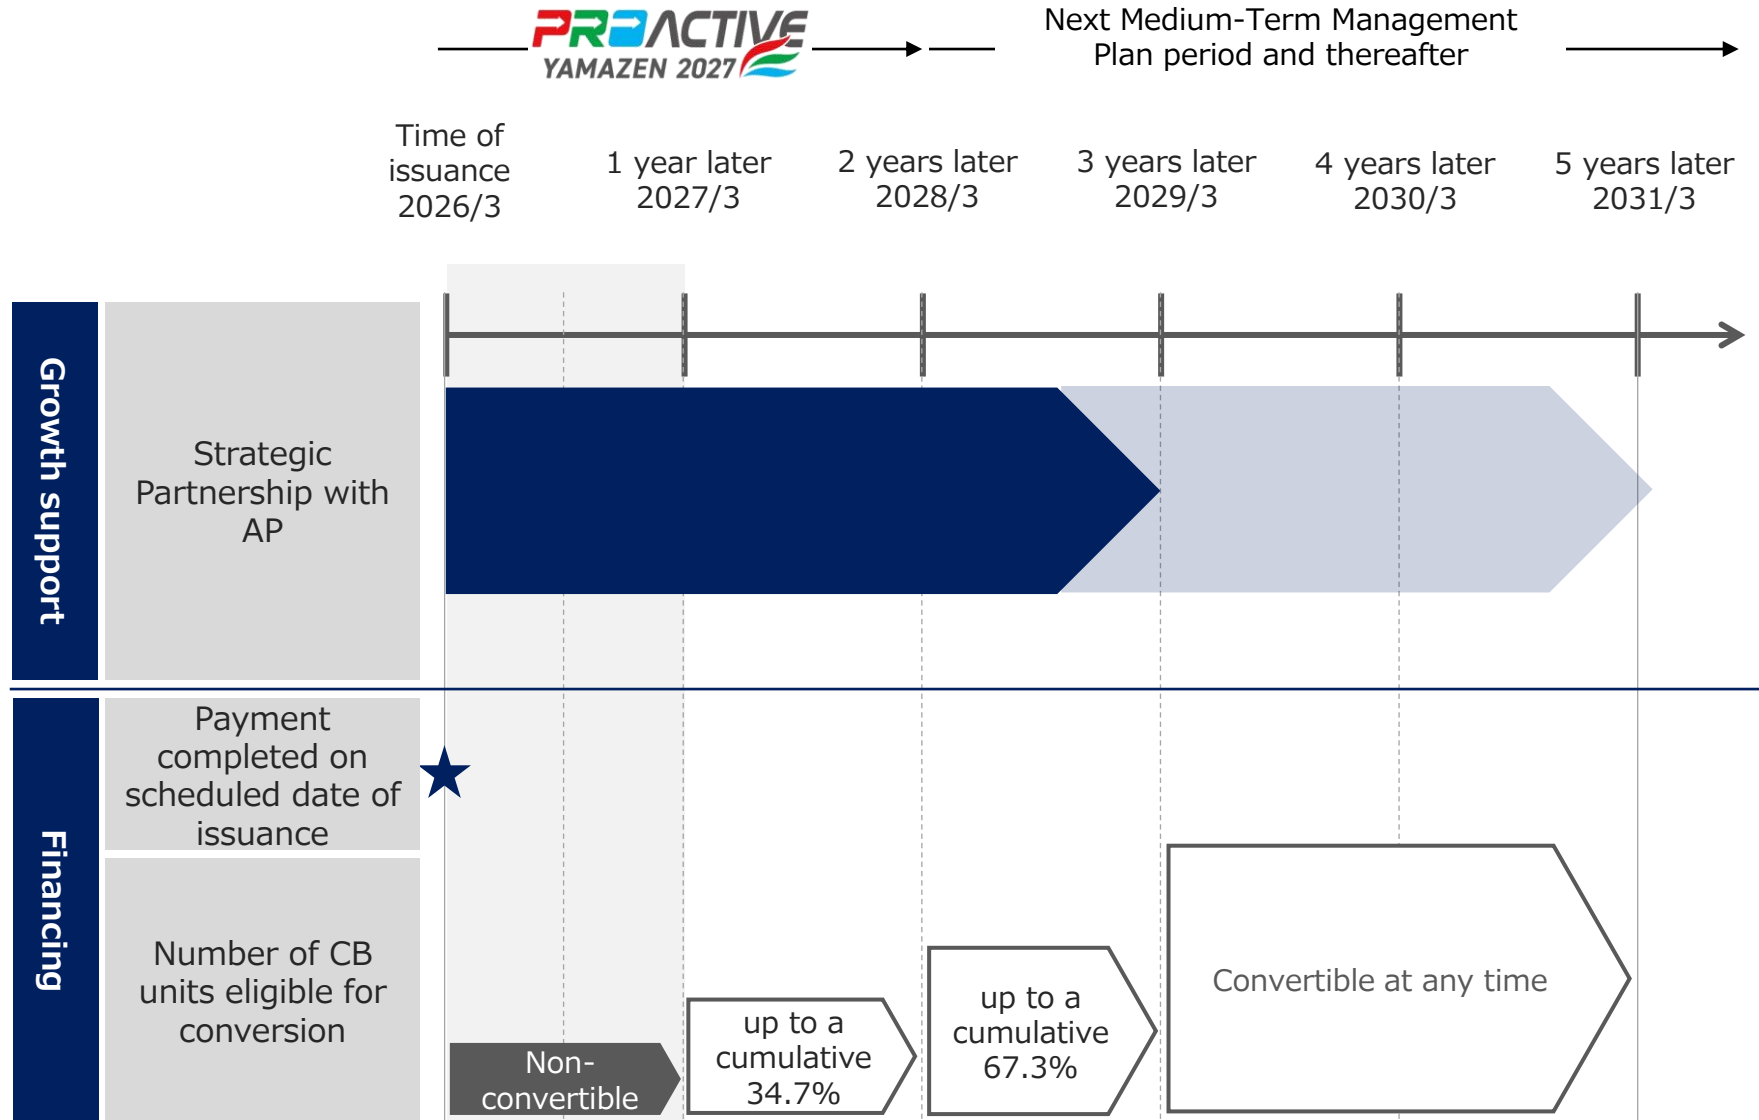 PROACTIVE
YAMAZEN 2027
Next Medium-Term Management
Plan period and thereafter
Time of
issuance
2026/3
1 year later
2027/3
2 years later
2028/3
3 years later
2029/3
4 years later
2030/3
5 years later
2031/3
Growth support
Strategic
Partnership with
AP
Financing
Payment
completed on
scheduled date of
issuance
Number of CB
units eligible for
conversion
Non-
convertible
up to a
cumulative
34.7%
up to a
cumulative
67.3%
Convertible at any time